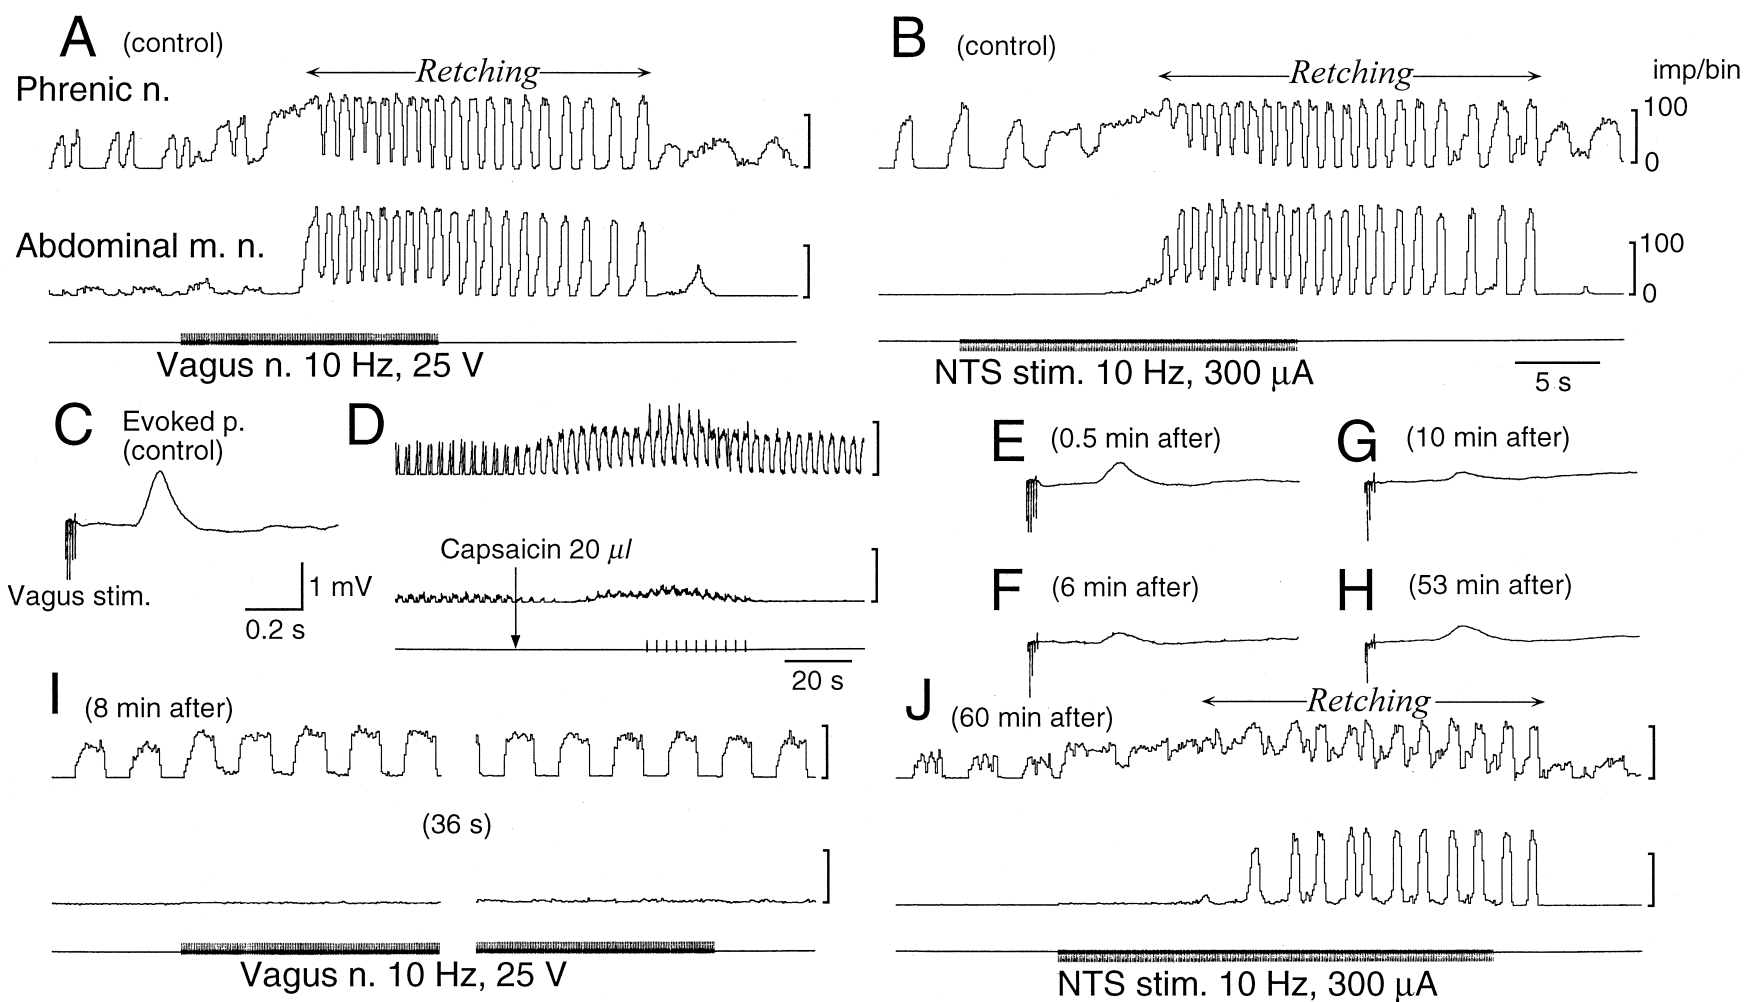 A (control)
Retching
Phrenic n.
Abdominal m. n.
Vagus n. 10 Hz, 25 V
B (control)
Retching
imp/bin
100
0
100
0
NTS stim. 10 Hz, 300 μA
5 s
C Evoked p.
(control)
Vagus stim.
1 mV
0.2 s
D
Capsaicin 20 μl
20 s
E (0.5 min after)
G (10 min after)
F (6 min after)
H (53 min after)
I (8 min after)
(36 s)
Vagus n. 10 Hz, 25 V
J (60 min after)
Retching
NTS stim. 10 Hz, 300 μA